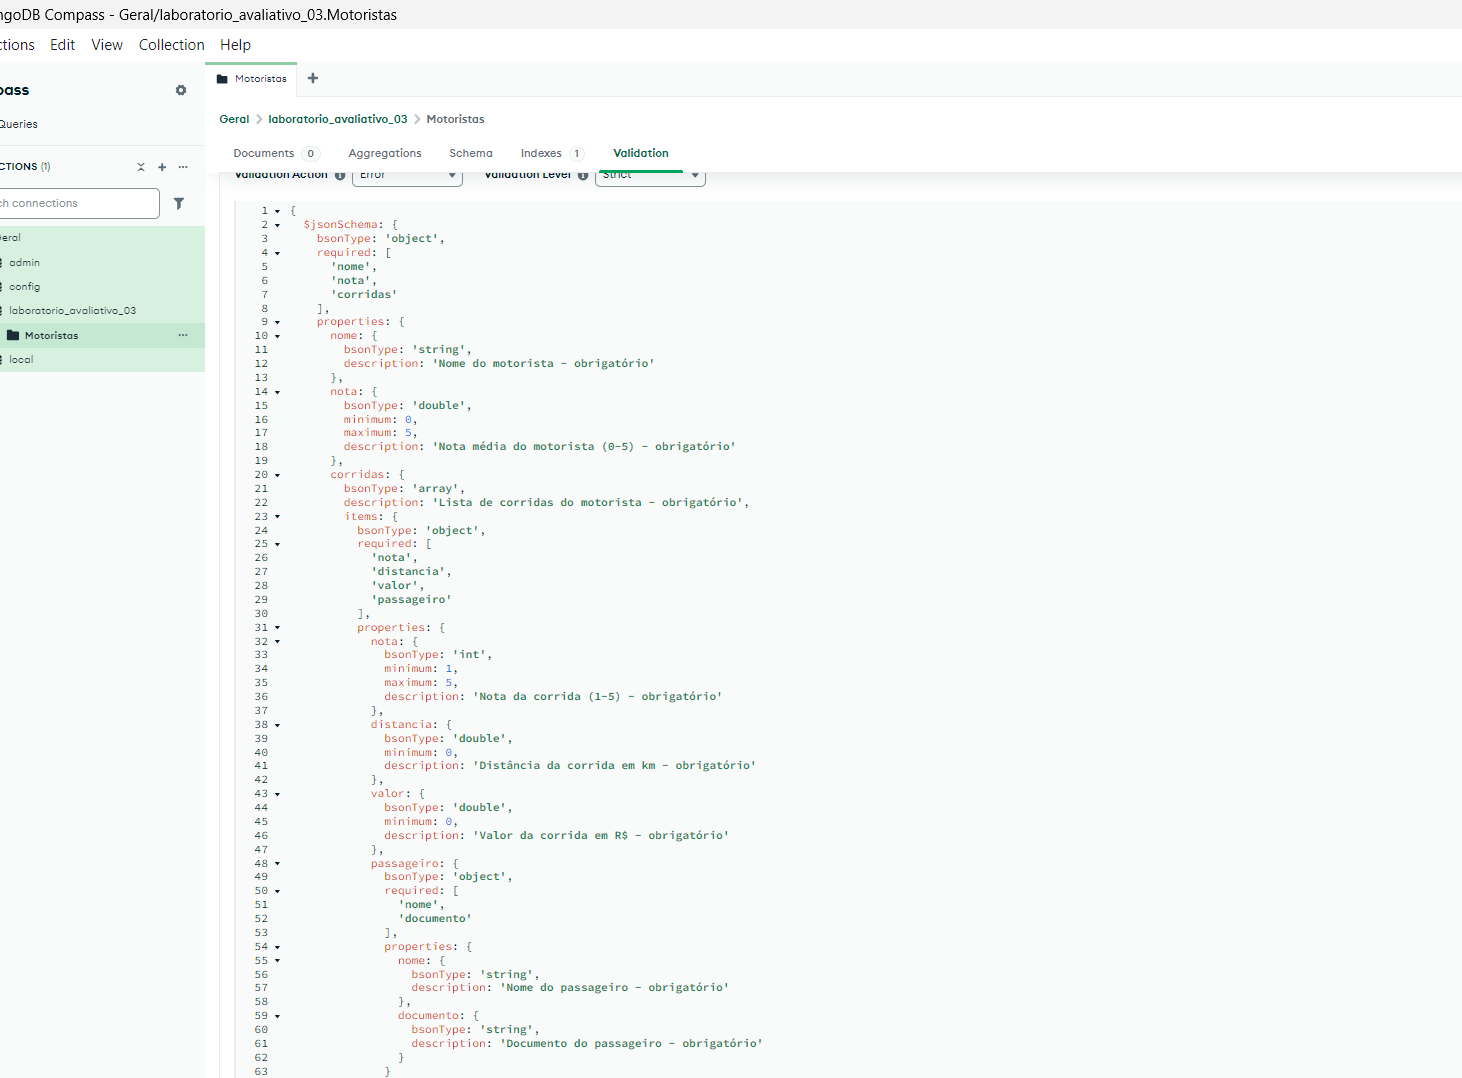 ngoDB Compass - Geral/laboratorio_avaliativo_03.Motoristas
ctions Edit View Collection Help
pass
Queries
CTIONS (1)
ch connections
eral
admin
config
laboratorio_avaliativo_03
Motoristas
local
Motoristas
Geral > laboratorio_avaliativo_03 > Motoristas
Documents 0 Aggregations Schema Indexes 1 Validation
Validation Action Error Validation Level Strict
1 {
2 $jsonSchema: {
3 bsonType: 'object',
4 required: [
5 'nome',
6 'nota',
7 'corridas'
8 ],
9 properties: {
10 nome: {
11 bsonType: 'string',
12 description: 'Nome do motorista - obrigatório'
13 },
14 nota: {
15 bsonType: 'double',
16 minimum: 0,
17 maximum: 5,
18 description: 'Nota média do motorista (0-5) - obrigatório'
19 },
20 corridas: {
21 bsonType: 'array',
22 description: 'Lista de corridas do motorista - obrigatório',
23 items: {
24 bsonType: 'object',
25 required: [
26 'nota',
27 'distancia',
28 'valor',
29 'passageiro'
30 ],
31 properties: {
32 nota: {
33 bsonType: 'int',
34 minimum: 1,
35 maximum: 5,
36 description: 'Nota da corrida (1-5) - obrigatório'
37 },
38 distancia: {
39 bsonType: 'double',
40 minimum: 0,
41 description: 'Distância da corrida em km - obrigatório'
42 },
43 valor: {
44 bsonType: 'double',
45 minimum: 0,
46 description: 'Valor da corrida em R$ - obrigatório'
47 },
48 passageiro: {
49 bsonType: 'object',
50 required: [
51 'nome',
52 'documento'
53 ],
54 properties: {
55 nome: {
56 bsonType: 'string',
57 description: 'Nome do passageiro - obrigatório'
58 },
59 documento: {
60 bsonType: 'string',
61 description: 'Documento do passageiro - obrigatório'
62 }
63 }